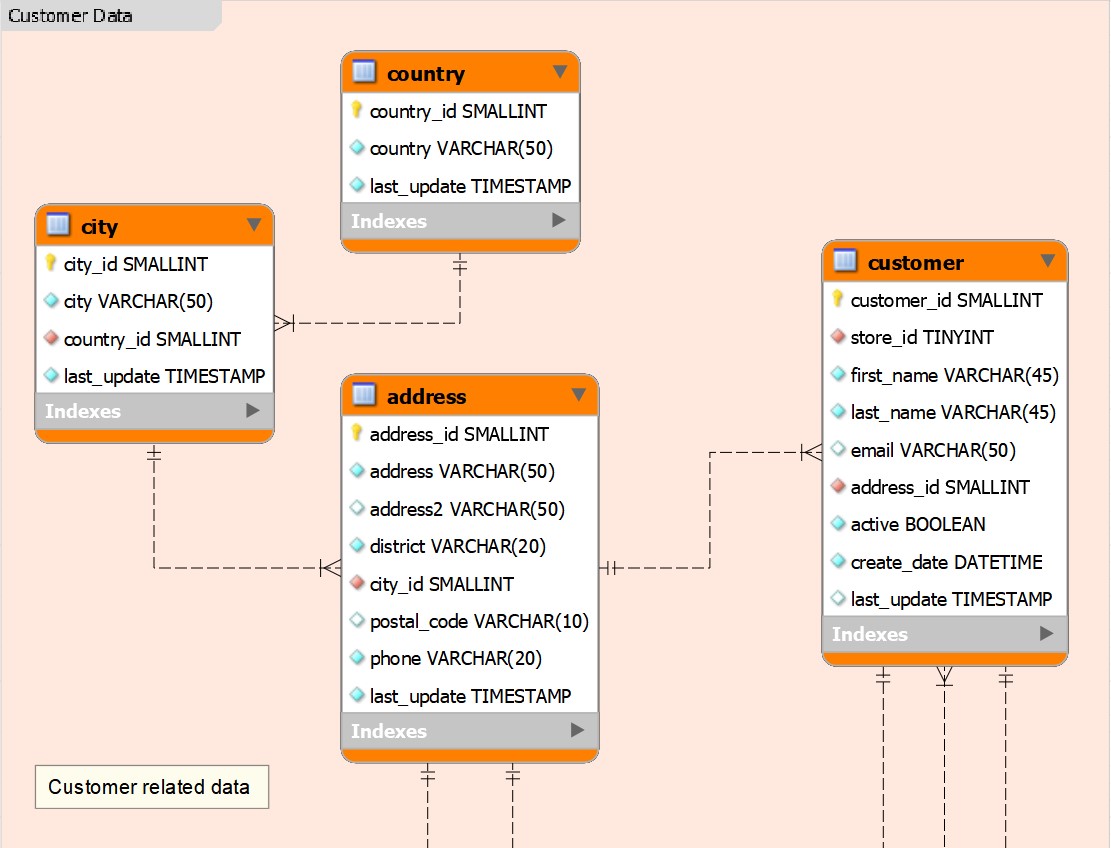 Customer Data
country
country_id SMALLINT
country VARCHAR(50)
last_update TIMESTAMP
Indexes
city
city_id SMALLINT
city VARCHAR(50)
country_id SMALLINT
last_update TIMESTAMP
Indexes
address
address_id SMALLINT
address VARCHAR(50)
address2 VARCHAR(50)
district VARCHAR(20)
city_id SMALLINT
postal_code VARCHAR(10)
phone VARCHAR(20)
last_update TIMESTAMP
Indexes
customer
customer_id SMALLINT
store_id TINYINT
first_name VARCHAR(45)
last_name VARCHAR(45)
email VARCHAR(50)
address_id SMALLINT
active BOOLEAN
create_date DATETIME
last_update TIMESTAMP
Indexes
Customer related data